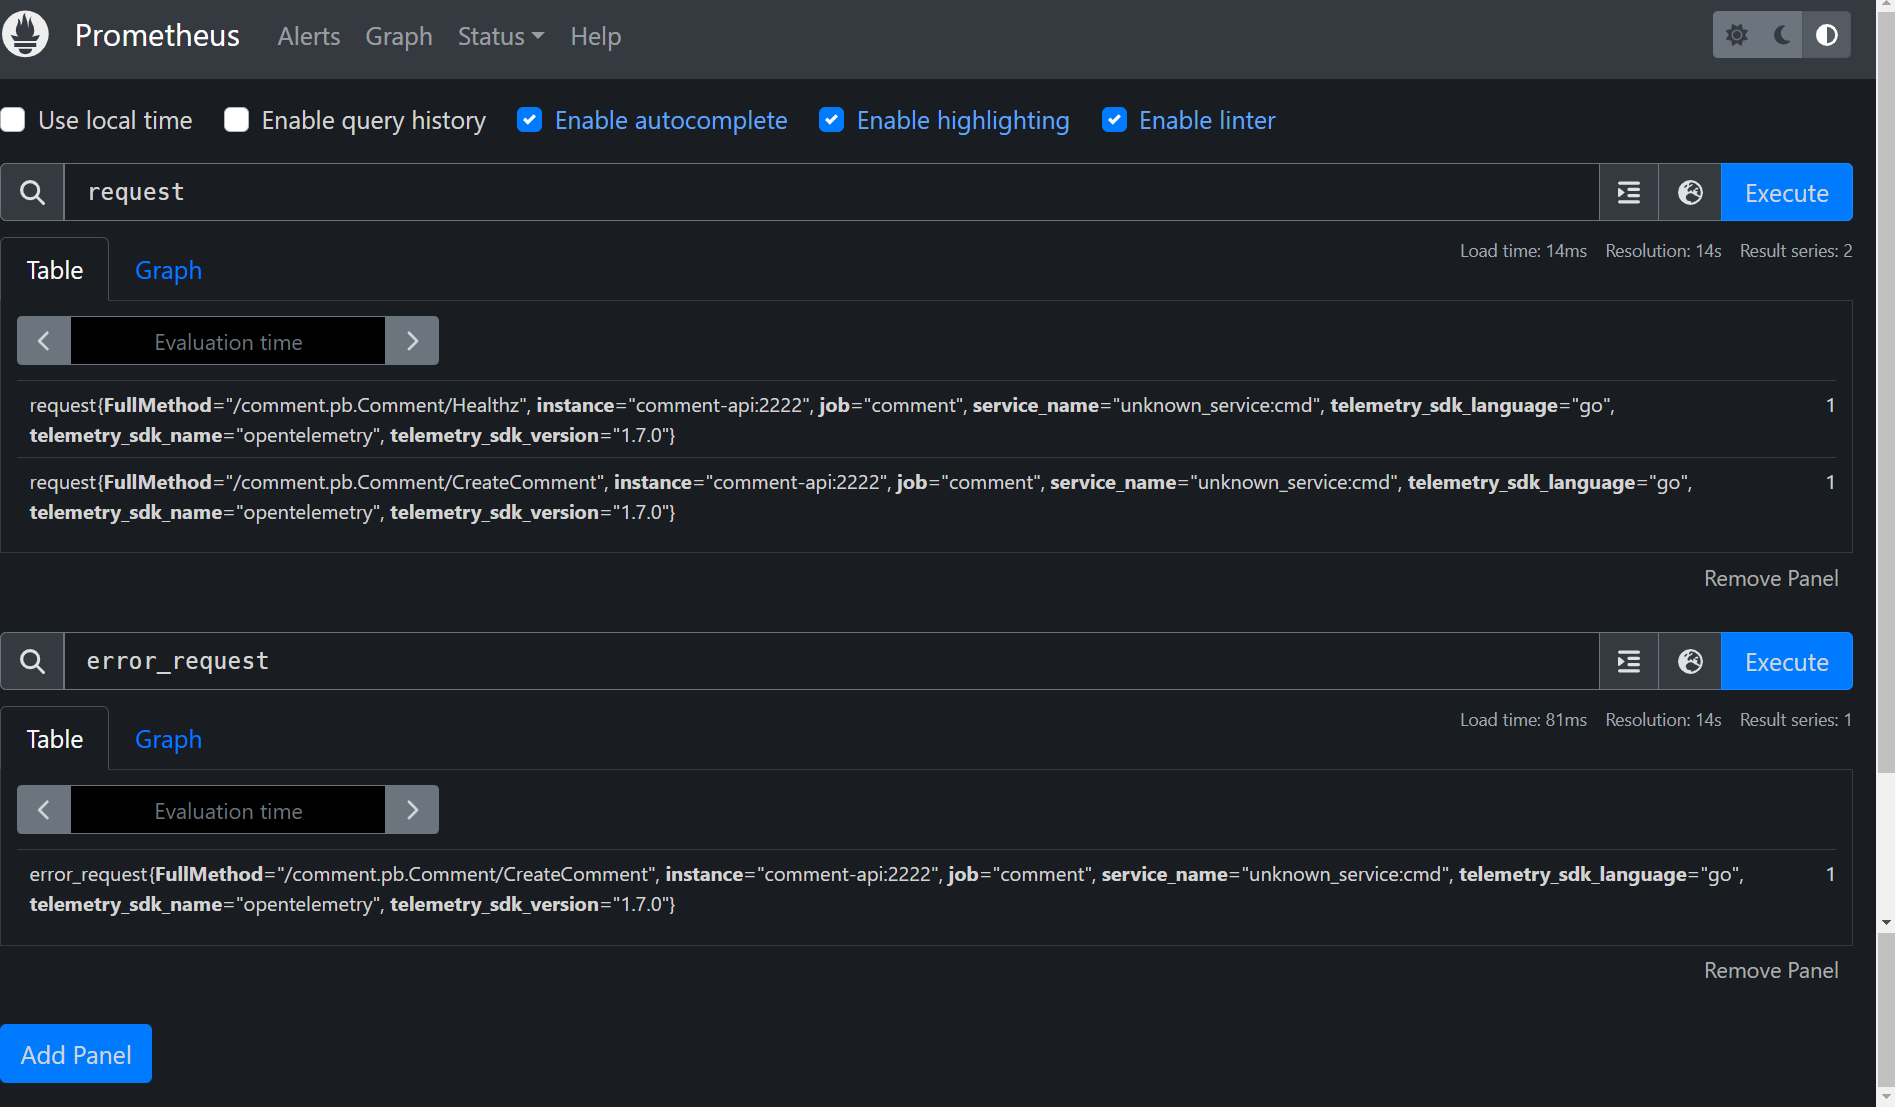 Prometheus Alerts Graph Status Help
Use local time Enable query history Enable autocomplete Enable highlighting Enable linter
request Execute
Table Graph Load time: 14ms Resolution: 14s Result series: 2
Evaluation time
request{FullMethod="/comment.pb.Comment/Healthz", instance="comment-api:2222", job="comment", service_name="unknown_service:cmd", telemetry_sdk_language="go", 1
telemetry_sdk_name="opentelemetry", telemetry_sdk_version="1.7.0"}
request{FullMethod="/comment.pb.Comment/CreateComment", instance="comment-api:2222", job="comment", service_name="unknown_service:cmd", telemetry_sdk_language="go", 1
telemetry_sdk_name="opentelemetry", telemetry_sdk_version="1.7.0"}
Remove Panel
error_request Execute
Table Graph Load time: 81ms Resolution: 14s Result series: 1
Evaluation time
error_request{FullMethod="/comment.pb.Comment/CreateComment", instance="comment-api:2222", job="comment", service_name="unknown_service:cmd", telemetry_sdk_language="go", 1
telemetry_sdk_name="opentelemetry", telemetry_sdk_version="1.7.0"}
Remove Panel
Add Panel